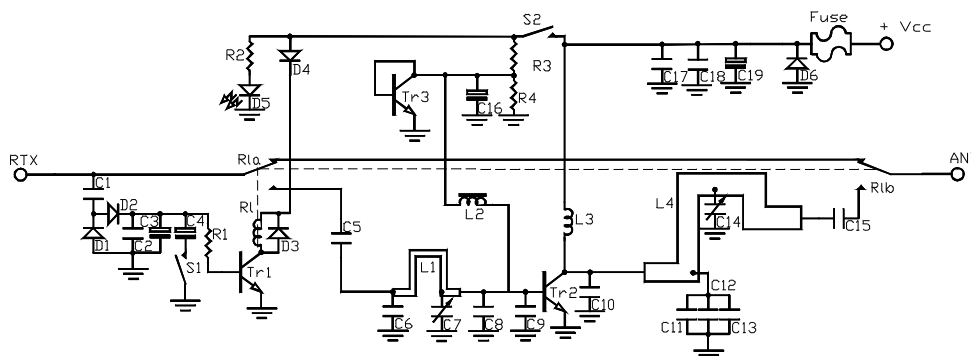 S2
Fuse
+ Vcc
R2
D4
R3
D5
Tr3
C16
R4
C17
C18
C19
D6
RTX
Rla
AN
Rlb
C1
D2
C3
C4
Rl
C5
L2
L3
L4
C14
C15
D1
C2
R1
D3
S1
Tr1
L1
Tr2
C10
C12
C6
C7
C8
C9
C11
C13